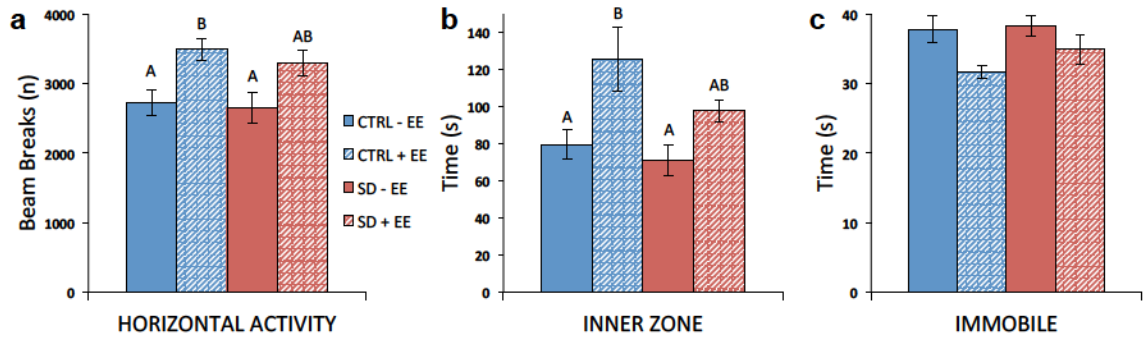 a
4000
3000
2000
1000
0
Beam Breaks (n)
A
B
A
AB
HORIZONTAL ACTIVITY
CTRL - EE
CTRL + EE
SD - EE
SD + EE
b
140
120
100
80
60
40
20
0
Time (s)
A
B
A
AB
INNER ZONE
c
40
30
20
10
0
Time (s)
IMMOBILE